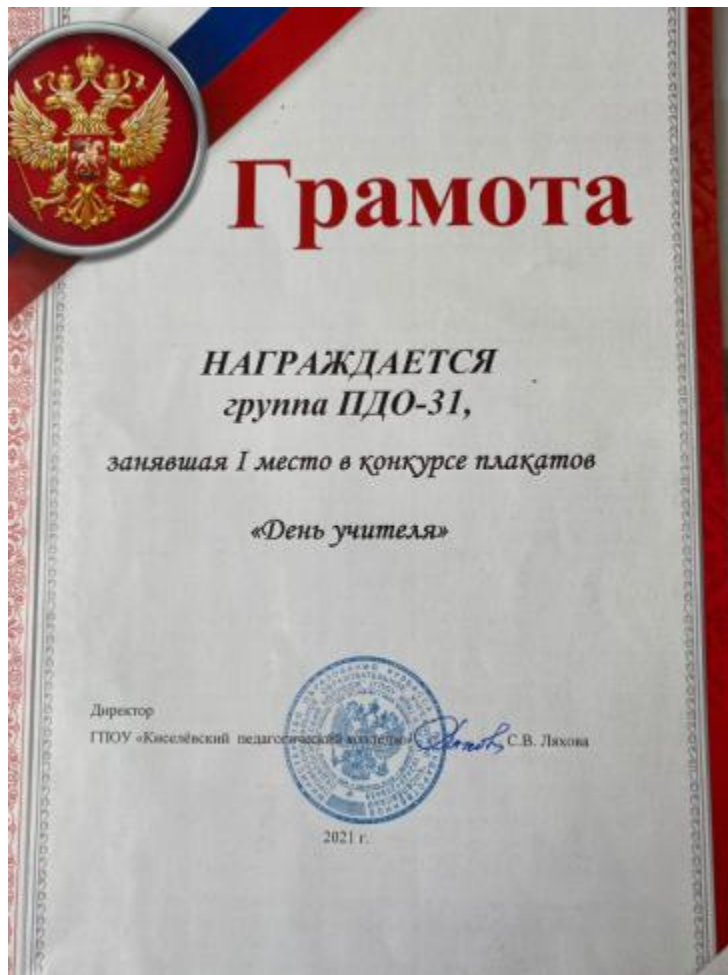 Грамота
НАГРАЖДАЕТСЯ
группа ПДО-31,
занявшая I место в конкурсе плакатов
«День учителя»
Директор
ГПОУ «Киселёвский педагогический колледж» С.В. Ляхова
2021 г.